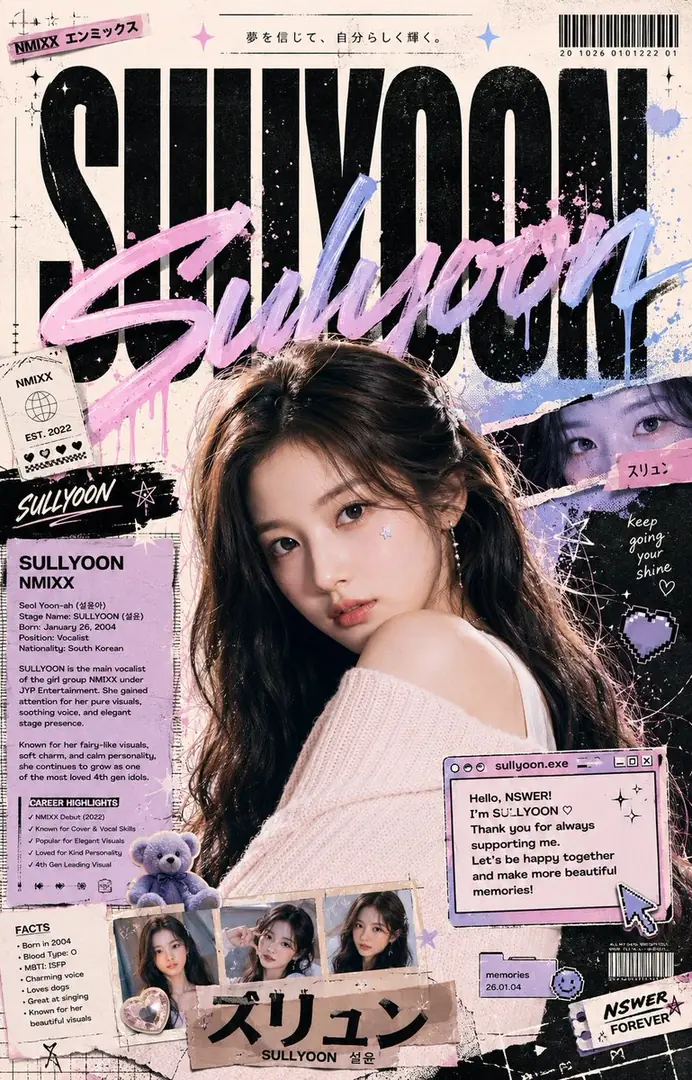 NMIXX エンミックス
夢を信じて、自分らしく輝く。
20 1026 0101222 01
SULLYOON
Sulyoon
NMIXX
EST. 2022
スリュン
SULLYOON
keep
going
your
shine
SULLYOON
NMIXX
Seol Yoon-ah (설윤아)
Stage Name: SULLYOON (설윤)
Born: January 26, 2004
Position: Vocalist
Nationality: South Korean
SULLYOON is the main vocalist
of the girl group NMIXX under
JYP Entertainment. She gained
attention for her pure visuals,
soothing voice, and elegant
stage presence.
Known for her fairy-like visuals,
soft charm, and calm personality,
she continues to grow as one
of the most loved 4th gen idols.
CAREER HIGHLIGHTS
✓ NMIXX Debut (2022)
✓ Known for Cover & Vocal Skills
✓ Popular for Elegant Visuals
✓ Loved for Kind Personality
✓ 4th Gen Leading Visual
sullyoon.exe
Hello, NSWER!
I'm SULLYOON ♡
Thank you for always
supporting me.
Let's be happy together
and make more beautiful
memories!
FACTS
• Born in 2004
• Blood Type: O
• MBTI: ISFP
• Charming voice
• Loves dogs
• Great at singing
• Known for her
beautiful visuals
memories
26.01.04
NSWER
FOREVER
ズリュン
SULLYOON 설윤